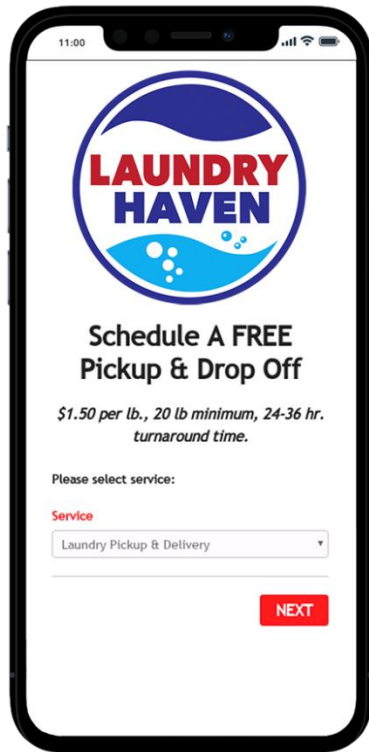 11:00
LAUNDRY
HAVEN
Schedule A FREE
Pickup & Drop Off
$1.50 per lb., 20 lb minimum, 24-36 hr.
turnaround time.
Please select service:
Service
Laundry Pickup & Delivery
NEXT